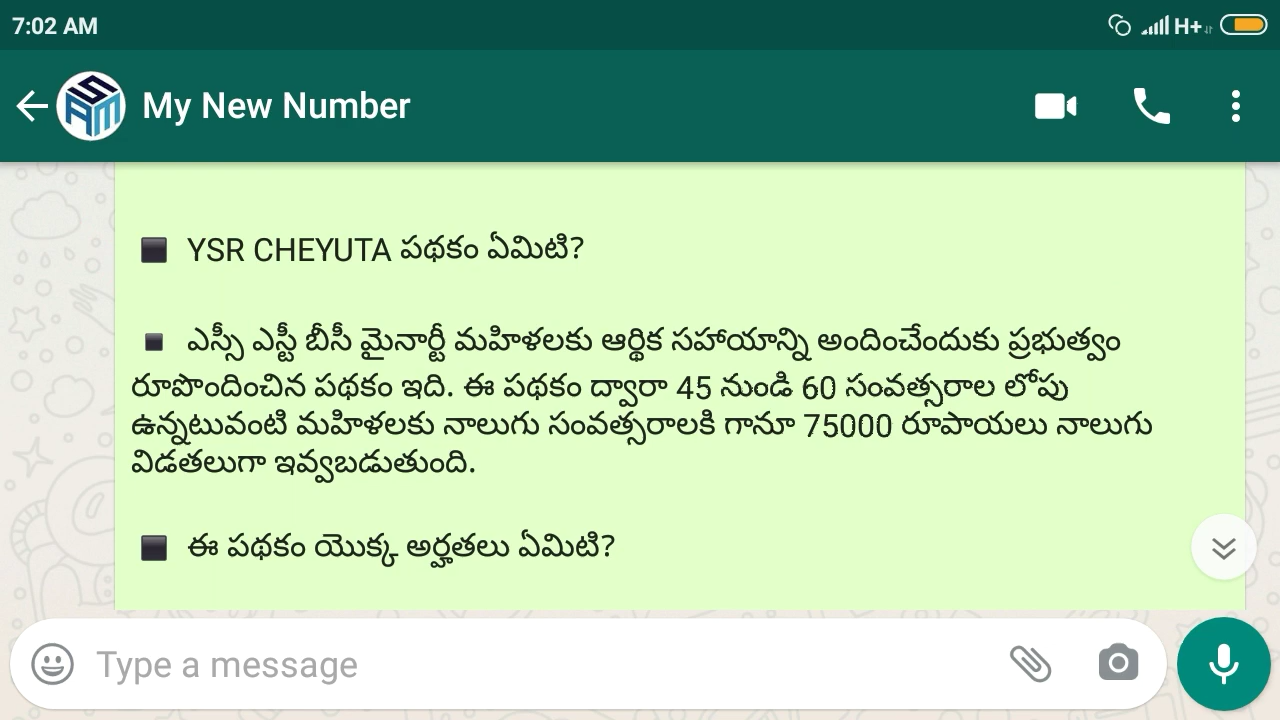 7:02 AM
H+
SAM
My New Number
YSR CHEYUTA పథకం ఏమిటి?
ఎస్సీ ఎస్టీ బీసీ మైనార్టీ మహిళలకు ఆర్థిక సహాయాన్ని అందించేందుకు ప్రభుత్వం
రూపొందించిన పథకం ఇది. ఈ పథకం ద్వారా 45 నుండి 60 సంవత్సరాల లోపు
ఉన్నటువంటి మహిళలకు నాలుగు సంవత్సరాలకి గానూ 75000 రూపాయలు నాలుగు
విడతలుగా ఇవ్వబడుతుంది.
ఈ పథకం యొక్క అర్హతలు ఏమిటి?
Type a message